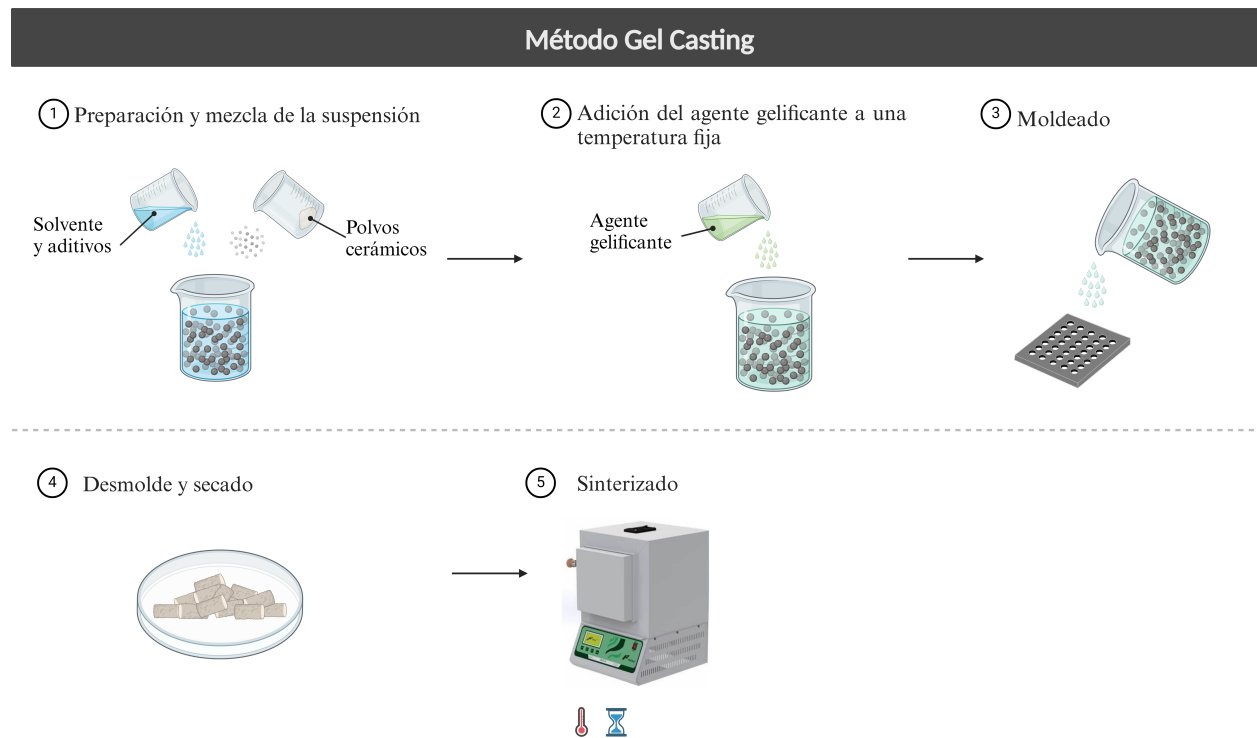 Método Gel Casting
1 Preparación y mezcla de la suspensión
Solvente
y aditivos
Polvos
cerámicos
2 Adición del agente gelificante a una
temperatura fija
Agente
gelificante
3 Moldeado
4 Desmolde y secado
5 Sinterizado